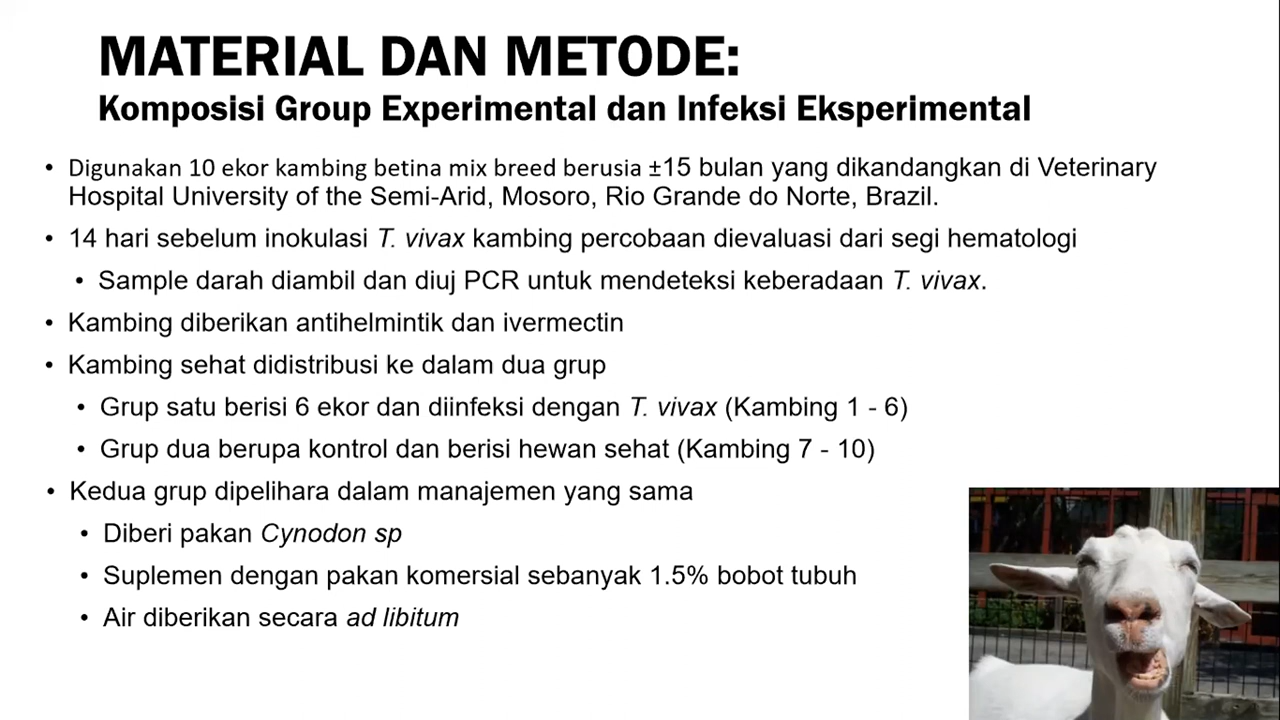 MATERIAL DAN METODE:
Komposisi Group Experimental dan Infeksi Eksperimental
• Digunakan 10 ekor kambing betina mix breed berusia ±15 bulan yang dikandangkan di Veterinary
Hospital University of the Semi-Arid, Mosoro, Rio Grande do Norte, Brazil.
• 14 hari sebelum inokulasi T. vivax kambing percobaan dievaluasi dari segi hematologi
• Sample darah diambil dan diuj PCR untuk mendeteksi keberadaan T. vivax.
• Kambing diberikan antihelmintik dan ivermectin
• Kambing sehat didistribusi ke dalam dua grup
• Grup satu berisi 6 ekor dan diinfeksi dengan T. vivax (Kambing 1 - 6)
• Grup dua berupa kontrol dan berisi hewan sehat (Kambing 7 - 10)
• Kedua grup dipelihara dalam manajemen yang sama
• Diberi pakan Cynodon sp
• Suplemen dengan pakan komersial sebanyak 1.5% bobot tubuh
• Air diberikan secara ad libitum